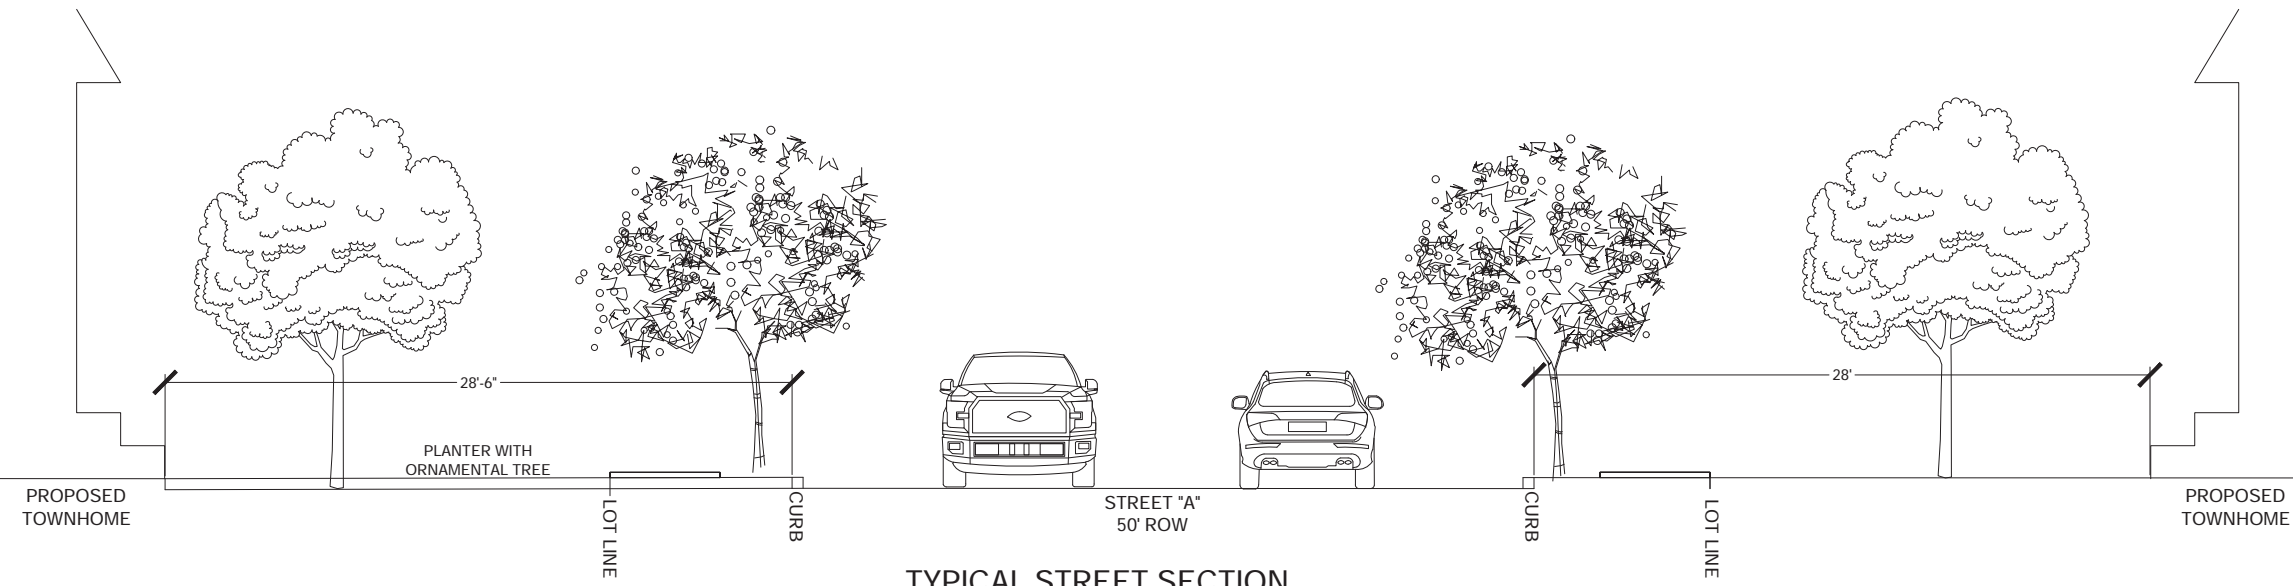 28'-6"
28'
PLANTER WITH
ORNAMENTAL TREE
PROPOSED
TOWNHOME
LOT LINE
CURB
STREET "A"
50' ROW
CURB
LOT LINE
PROPOSED
TOWNHOME
TYPICAL STREET SECTION